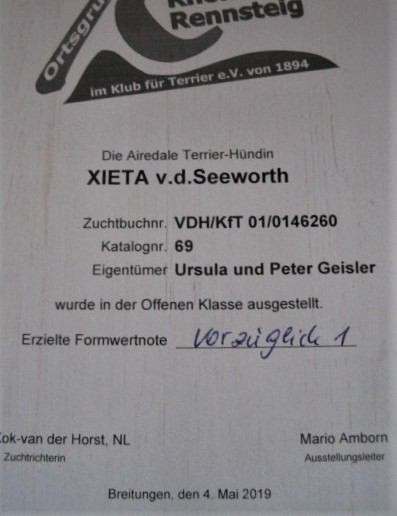 Ortsgru
Rennsteig
im Klub für Terrier e.V. von 1894
Die Airedale Terrier-Hündin
XIETA v.d.Seeworth
Zuchtbuchnr. VDH/KfT 01/0146260
Katalognr. 69
Eigentümer Ursula und Peter Geisler
wurde in der Offenen Klasse ausgestellt.
Erzielte Formwertnote vorzüglich 1
Kok-van der Horst, NL
Zuchtrichterin
Mario Amborn
Ausstellungsleiter
Breitungen, den 4. Mai 2019